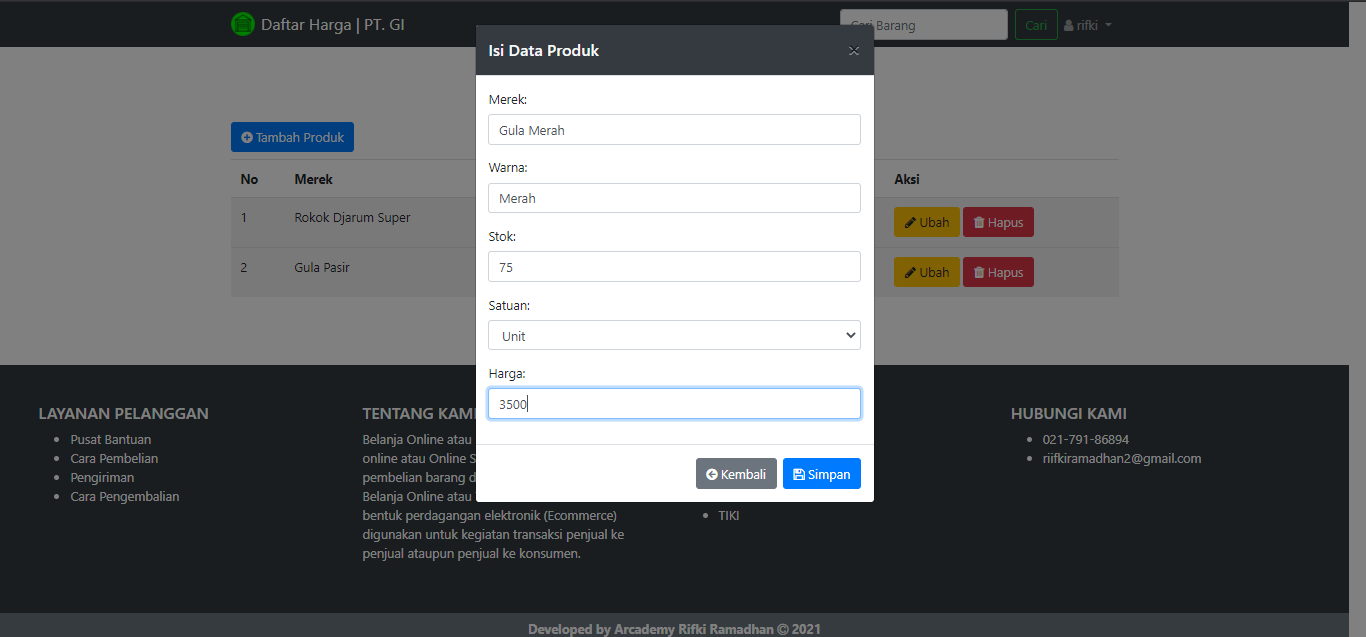 Daftar Harga | PT. GI
Cari Barang
Cari
rifki
Isi Data Produk
×
Merek:
Gula Merah
Warna:
Merah
Stok:
75
Satuan:
Unit
Harga:
3500
Kembali
Simpan
Tambah Produk
No Merek Aksi
1 Rokok Djarum Super Ubah Hapus
2 Gula Pasir Ubah Hapus
LAYANAN PELANGGAN
Pusat Bantuan
Cara Pembelian
Pengiriman
Cara Pengembalian
TENTANG KAMI
Belanja Online atau
online atau Online S
pembelian barang d
Belanja Online atau
bentuk perdagangan elektronik (Ecommerce)
digunakan untuk kegiatan transaksi penjual ke
penjual ataupun penjual ke konsumen.
TIKI
HUBUNGI KAMI
021-791-86894
riifkiramadhan2@gmail.com
Developed by Arcademy Rifki Ramadhan © 2021